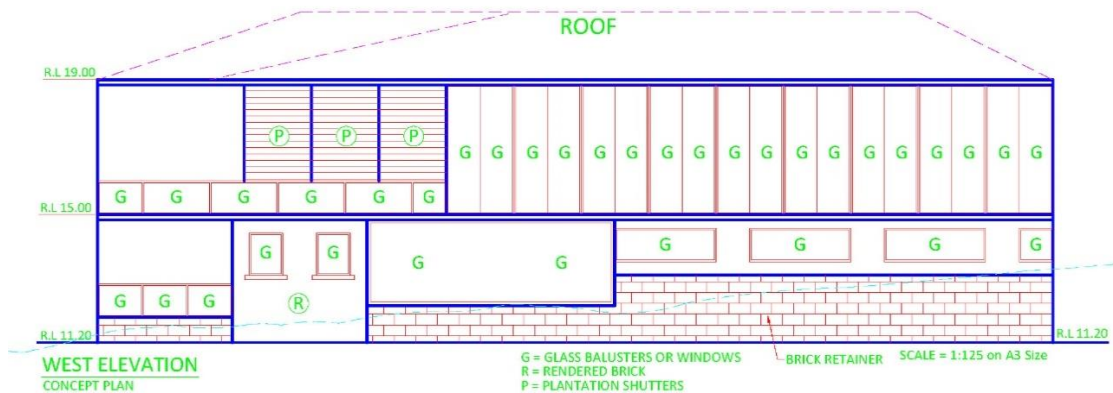 ROOF
R.L 19.00
P P P
G G G G G G G G G G G G G G G G G G
G G G G G G
R.L 15.00
G G G G G G G G
G G G R
R.L 11.20 R.L 11.20
WEST ELEVATION
CONCEPT PLAN
G = GLASS BALUSTERS OR WINDOWS
R = RENDERED BRICK
P = PLANTATION SHUTTERS
BRICK RETAINER
SCALE = 1:125 on A3 Size